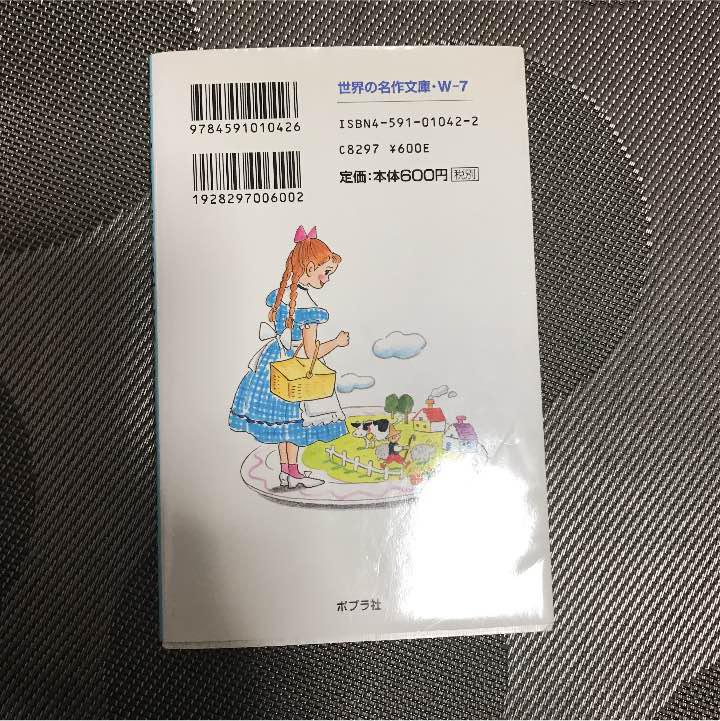 世界の名作文庫・W-7
9784591010426
ISBN4-591-01042-2
C8297 ¥600E
1928297006002
定価:本体600円 税別
ポプラ社